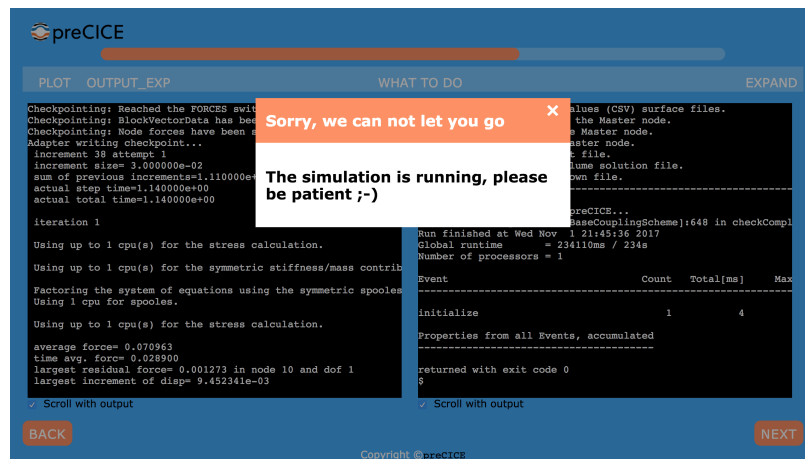 preCICE
PLOT OUTPUT_EXP WHAT TO DO EXPAND
Checkpointing: Reached the FORCES swit
Checkpointing: BlockVectorData has bee
Checkpointing: Node forces have been s
Adapter writing checkpoint...
increment 38 attempt 1
increment size= 3.000000e-02
sum of previous increments=1.110000e+
actual step time=1.140000e+00
actual total time=1.140000e+00
iteration 1
Using up to 1 cpu(s) for the stress calculation.
Using up to 1 cpu(s) for the symmetric stiffness/mass contrib
Factoring the system of equations using the symmetric spooles
Using 1 cpu for spooles.
Using up to 1 cpu(s) for the stress calculation.
average force= 0.070963
time avg. forc= 0.028900
largest residual force= 0.001273 in node 10 and dof 1
largest increment of disp= 9.452341e-03
Scroll with output
Sorry, we can not let you go ×
The simulation is running, please
be patient ;-)
alues (CSV) surface files.
the Master node.
e Master node.
aster node.
t file.
lume solution file.
own file.
preCICE...
BaseCouplingScheme]:648 in checkCompl
Run finished at Wed Nov 1 21:45:36 2017
Global runtime = 234110ms / 234s
Number of processors = 1
Event Count Total[ms] Max
initialize 1 4
Properties from all Events, accumulated
returned with exit code 0
$
Scroll with output
BACK NEXT
Copyright ©preCICE